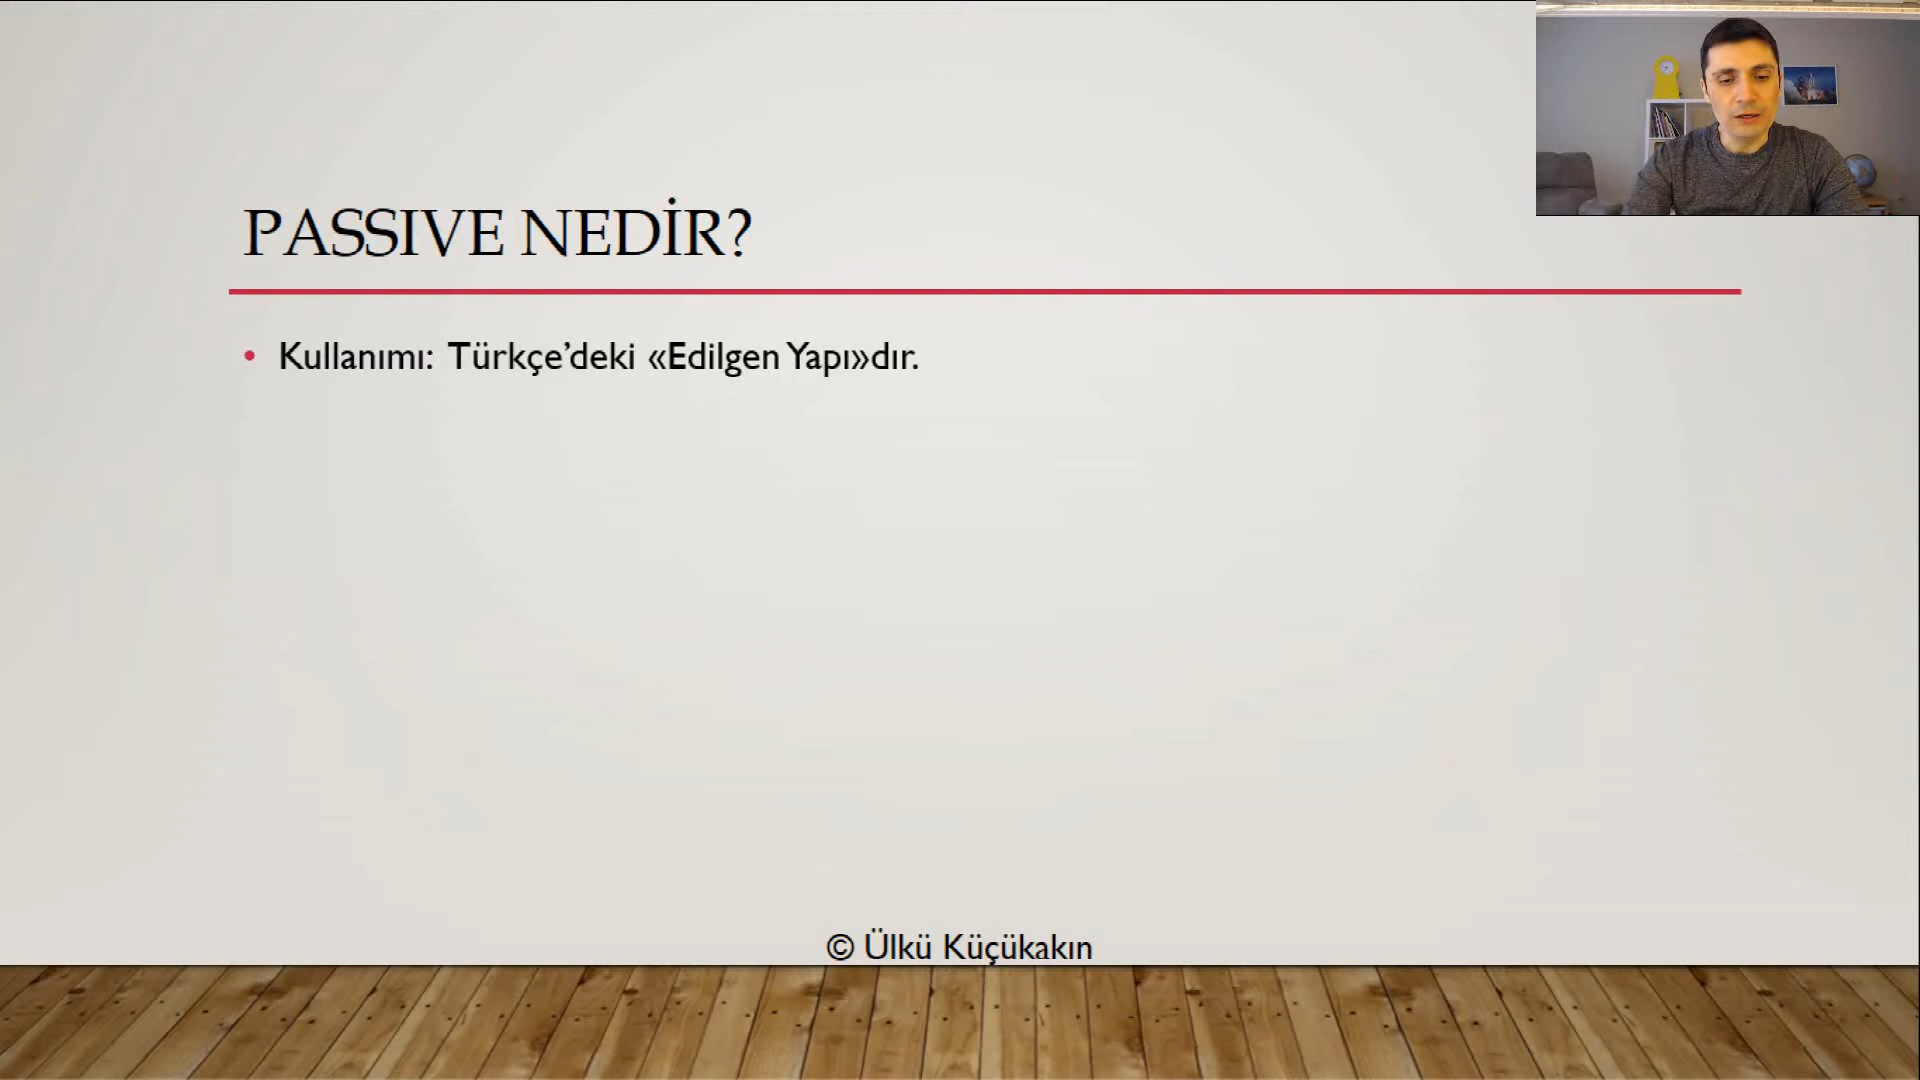 PASSIVE NEDİR?
• Kullanımı: Türkçe’deki «Edilgen Yapı»dır.
© Ülkü Küçükakın